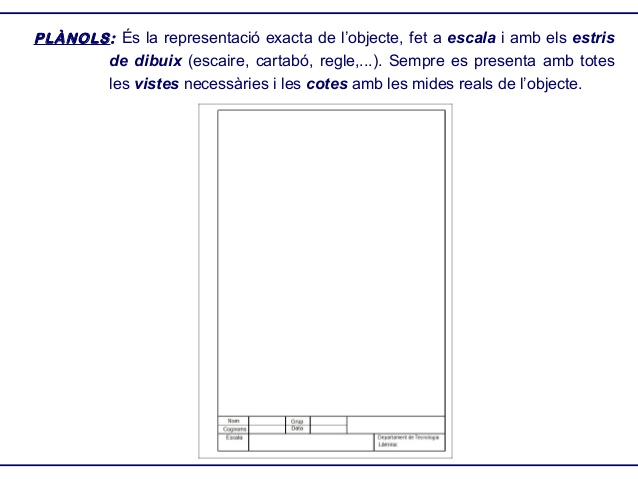 PLÀNOLS: És la representació exacta de l'objecte, fet a escala i amb els estris
de dibuix (escaire, cartabó, regle,...). Sempre es presenta amb totes
les vistes necessàries i les cotes amb les mides reals de l'objecte.
Nom Grup
Cognoms Data
Escala Departament de Tecnologia
Làmina: